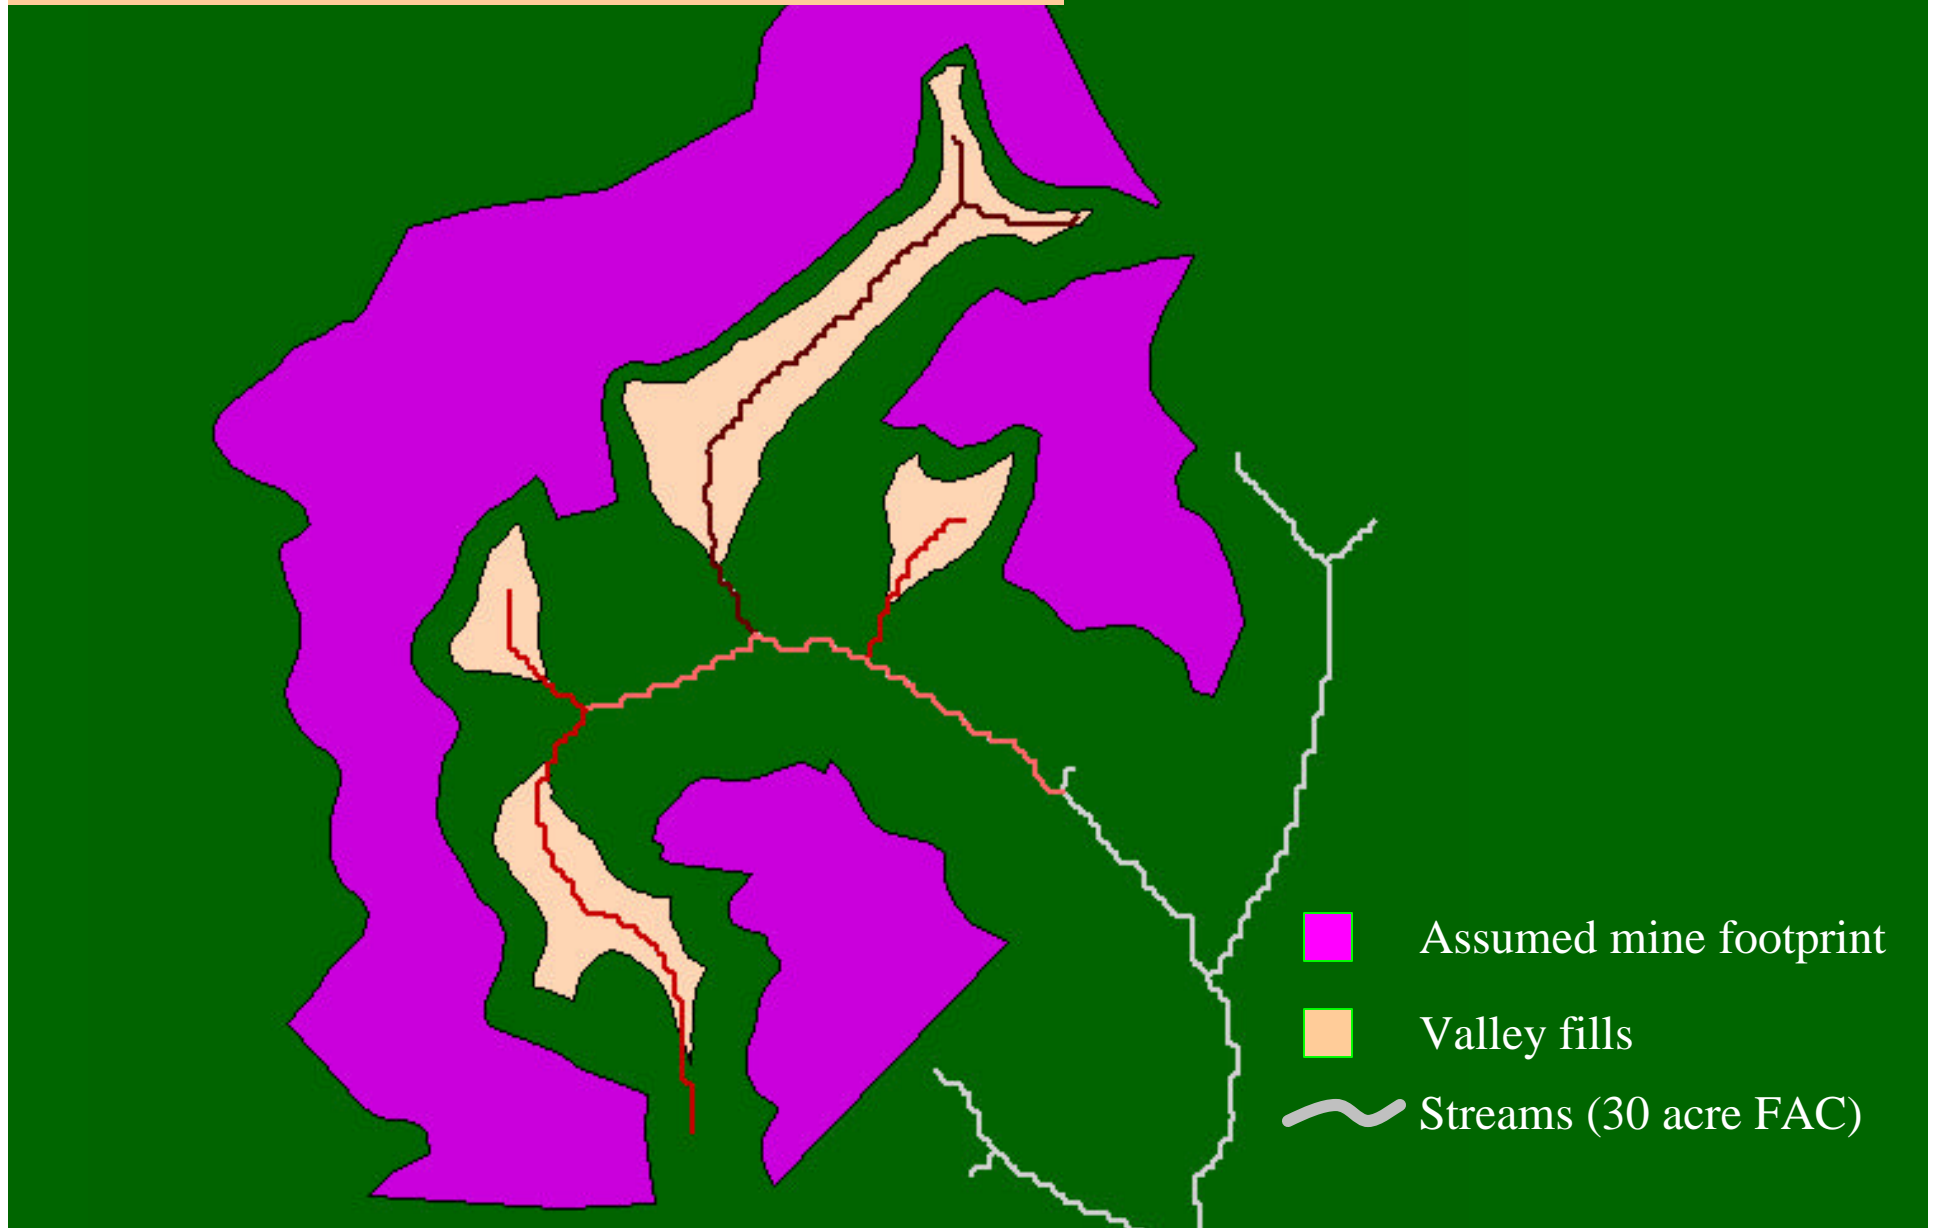 Assumed mine footprint
Valley fills
Streams (30 acre FAC)